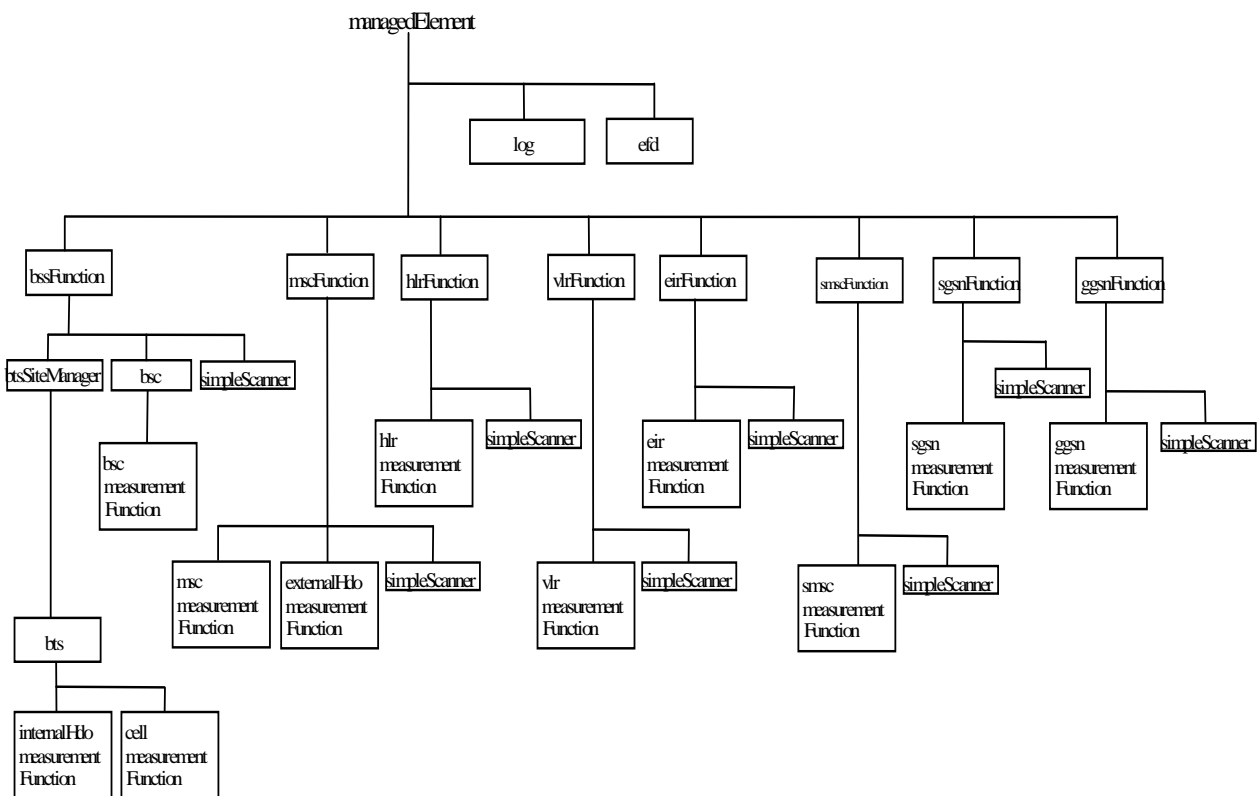 managedElement
log
efd
bssFunction
mscFunction
hlrFunction
vlrFunction
eirFunction
smscFunction
sgsnFunction
ggsnFunction
btsSiteManager
bsc
simpleScanner
simpleScanner
hlr
measurement
Function
simpleScanner
eir
measurement
Function
simpleScanner
sgsn
measurement
Function
ggsn
measurement
Function
simpleScanner
bsc
measurement
Function
msc
measurement
Function
externalHdo
measurement
Function
simpleScanner
vlr
measurement
Function
simpleScanner
smsc
measurement
Function
simpleScanner
bts
internalHdo
measurement
Function
cell
measurement
Function